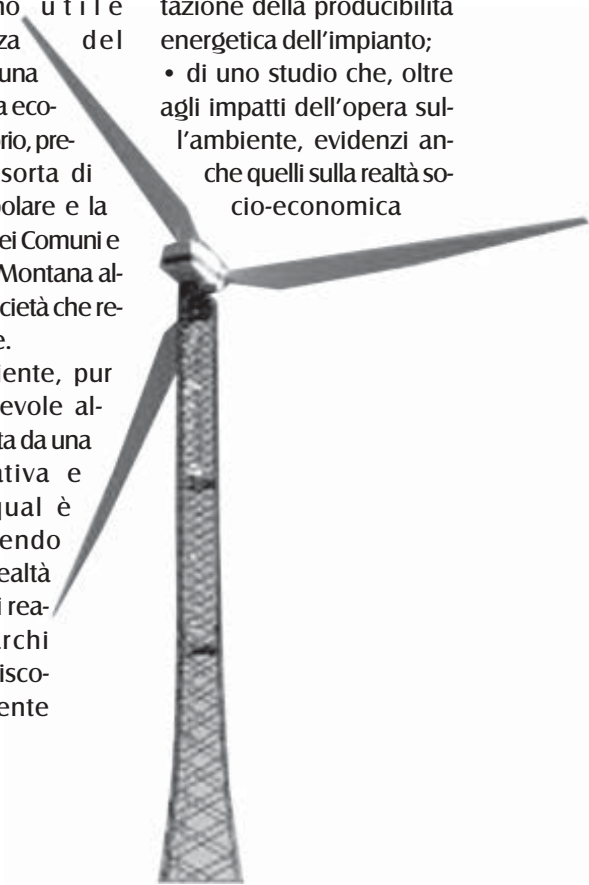 no utile
za del
una
a eco-
rio, pre-
sorta di
olare e la
ei Comuni e
Montana al-
cietà che re-
e.
iente, pur
evole al-
ta da una
ativa e
qual è
endo
ealtà
i rea-
rchi
isco-
ente
tazione della producibilità
energetica dell’impianto;
• di uno studio che, oltre
agli impatti dell’opera sul-
l’ambiente, evidenzi an-
che quelli sulla realtà so-
cio-economica